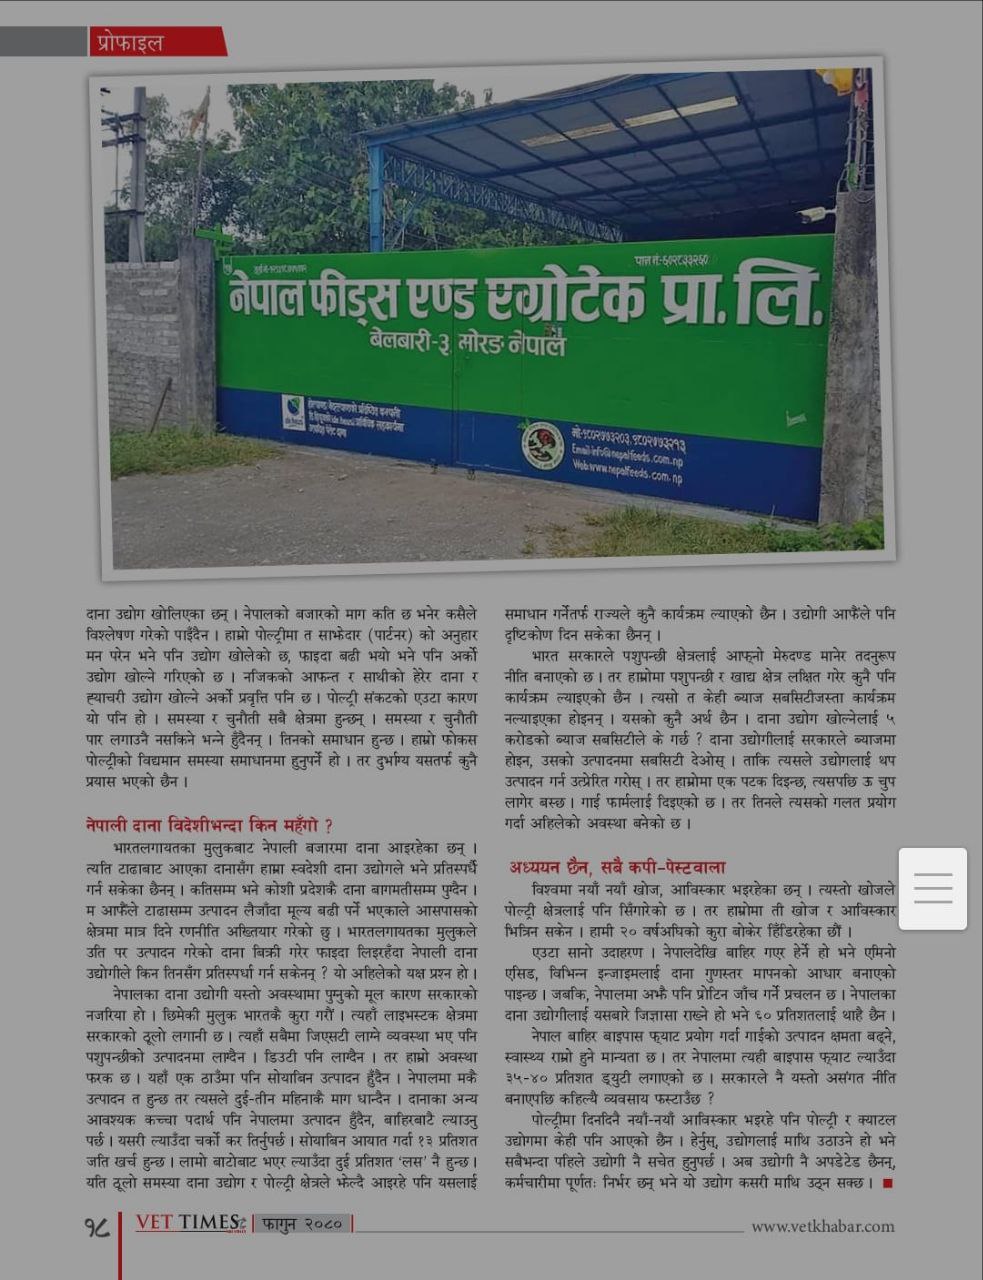 प्रोफाइल
पान नं:-६०२८३३२६०
नेपाल फीड्स एण्ड एग्रोटेक प्रा. लि.
बेलबारी-३, मोरङ नेपाल
मो:-९८०२७७३२०३, ९८०२७७३२१३
Email-info@nepalfeeds.com.np
Web:www.nepalfeeds.com.np
दाना उद्योग खोलिएका छन् । नेपालको बजारको माग कति छ भनेर कसैले
विश्लेषण गरेको पाइँदैन । हाम्रो पोल्ट्रीमा त साझेदार (पार्टनर) को अनुहार
मन परेन भने पनि उद्योग खोलेको छ, फाइदा बढी भयो भने पनि अर्को
उद्योग खोल्ने गरिएको छ । नजिकको आफन्त र साथीको हेरेर दाना र
ह्याचरी उद्योग खोल्ने अर्को प्रवृत्ति पनि छ । पोल्ट्री संकटको एउटा कारण
यो पनि हो । समस्या र चुनौती सबै क्षेत्रमा हुन्छन् । समस्या र चुनौती
पार लगाउनै नसकिने भन्ने हुँदैनन् । तिनको समाधान हुन्छ । हाम्रो फोकस
पोल्ट्रीको विद्यमान समस्या समाधानमा हुनुपर्ने हो । तर दुर्भाग्य यसतर्फ कुनै
प्रयास भएको छैन ।
नेपाली दाना विदेशीभन्दा किन महँगो ?
भारतलगायतका मुलुकबाट नेपाली बजारमा दाना आइरहेका छन् ।
त्यति टाढाबाट आएका दानासँग हाम्रा स्वदेशी दाना उद्योगले भने प्रतिस्पर्धै
गर्न सकेका छैनन् । कतिसम्म भने कोशी प्रदेशकै दाना बागमतीसम्म पुग्दैन ।
म आफैँले टाढासम्म उत्पादन लैजाँदा मूल्य बढी पर्ने भएकाले आसपासको
क्षेत्रमा मात्र दिने रणनीति अख्तियार गरेको छु । भारतलगायतका मुलुकले
उति पर उत्पादन गरेको दाना बिक्री गरेर फाइदा लिइरहँदा नेपाली दाना
उद्योगीले किन तिनसँग प्रतिस्पर्धा गर्न सकेनन् ? यो अहिलेको यक्ष प्रश्न हो ।
नेपालका दाना उद्योगी यस्तो अवस्थामा पुग्नुको मूल कारण सरकारको
नजरिया हो । छिमेकी मुलुक भारतकै कुरा गरौं । त्यहाँ लाइभस्टक क्षेत्रमा
सरकारको ठूलो लगानी छ । त्यहाँ सबैमा जिएसटी लाग्ने व्यवस्था भए पनि
पशुपन्छीको उत्पादनमा लाग्दैन । डिउटी पनि लाग्दैन । तर हाम्रो अवस्था
फरक छ । यहाँ एक ठाउँमा पनि सोयाबिन उत्पादन हुँदैन । नेपालमा मकै
उत्पादन त हुन्छ तर त्यसले दुई-तीन महिनाकै माग धान्दैन । दानाका अन्य
आवश्यक कच्चा पदार्थ पनि नेपालमा उत्पादन हुँदैन, बाहिरबाटै ल्याउनु
पर्छ । यसरी ल्याउँदा चर्को कर तिर्नुपर्छ । सोयाबिन आयात गर्दा १३ प्रतिशत
जति खर्च हुन्छ । लामो बाटोबाट भएर ल्याउँदा दुई प्रतिशत ‘लस’ नै हुन्छ ।
यति ठूलो समस्या दाना उद्योग र पोल्ट्री क्षेत्रले झेल्दै आइरहे पनि यसलाई
समाधान गर्नेतर्फ राज्यले कुनै कार्यक्रम ल्याएको छैन । उद्योगी आफैँले पनि
दृष्टिकोण दिन सकेका छैनन् ।
भारत सरकारले पशुपन्छी क्षेत्रलाई आफ्नो मेरुदण्ड मानेर तदनुरूप
नीति बनाएको छ । तर हाम्रोमा पशुपन्छी र खाद्य क्षेत्र लक्षित गरेर कुनै पनि
कार्यक्रम ल्याइएको छैन । त्यसो त केही ब्याज सबसिटीजस्ता कार्यक्रम
नल्याइएका होइनन् । यसको कुनै अर्थ छैन । दाना उद्योग खोल्नेलाई ५
करोडको ब्याज सबसिटीले के गर्छ ? दाना उद्योगीलाई सरकारले ब्याजमा
होइन, उसको उत्पादनमा सबसिटी देओस् । ताकि त्यसले उद्योगलाई थप
उत्पादन गर्न उत्प्रेरित गरोस् । तर हाम्रोमा एक पटक दिइन्छ, त्यसपछि ऊ चुप
लागेर बस्छ । गाई फार्मलाई दिइएको छ । तर तिनले त्यसको गलत प्रयोग
गर्दा अहिलेको अवस्था बनेको छ ।
अध्ययन छैन, सबै कपी-पेस्टवाला
विश्वमा नयाँ नयाँ खोज, आविस्कार भइरहेका छन् । त्यस्तो खोजले
पोल्ट्री क्षेत्रलाई पनि सिँगारेको छ । तर हाम्रोमा ती खोज र आविस्कार
भित्रिन सकेन । हामी २० वर्षअघिको कुरा बोकेर हिँडिरहेका छौं ।
एउटा सानो उदाहरण । नेपालदेखि बाहिर गएर हेर्ने हो भने एमिनो
एसिड, विभिन्न इन्जाइमलाई दाना गुणस्तर मापनको आधार बनाएको
पाइन्छ । जबकि, नेपालमा अझै पनि प्रोटिन जाँच गर्ने प्रचलन छ । नेपालका
दाना उद्योगीलाई यसबारे जिज्ञासा राख्ने हो भने ६० प्रतिशतलाई थाहै छैन ।
नेपाल बाहिर बाइपास फ्याट प्रयोग गर्दा गाईको उत्पादन क्षमता बढ्ने,
स्वास्थ्य राम्रो हुने मान्यता छ । तर नेपालमा त्यही बाइपास फ्याट ल्याउँदा
३५-४० प्रतिशत ड्युटी लगाएको छ । सरकारले नै यस्तो असंगत नीति
बनाएपछि कहिल्यै व्यवसाय फस्टाउँछ ?
पोल्ट्रीमा दिनदिनै नयाँ-नयाँ आविस्कार भइरहे पनि पोल्ट्री र क्याटल
उद्योगमा केही पनि आएको छैन । हेर्नुस्, उद्योगलाई माथि उठाउने हो भने
सबैभन्दा पहिले उद्योगी नै सचेत हुनुपर्छ । अब उद्योगी नै अपडेटेड छैनन्,
कर्मचारीमा पूर्णतः निर्भर छन् भने यो उद्योग कसरी माथि उठ्न सक्छ ।
१८
VET TIMES
फागुन २०८०
www.vetkhabar.com